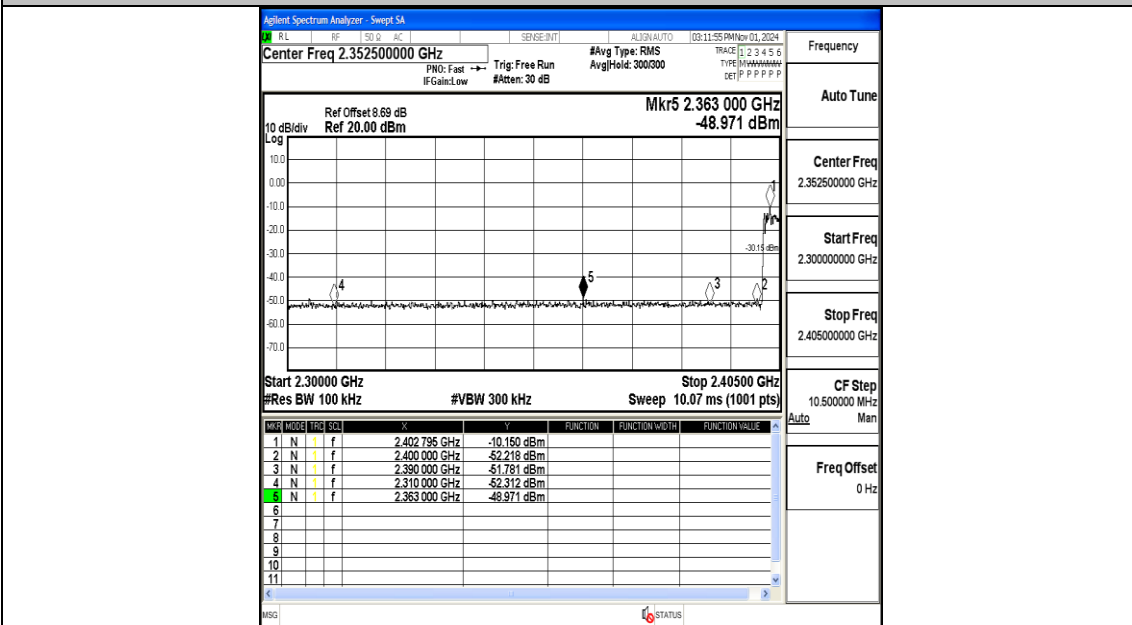 Agilent Spectrum Analyzer - Swept SA
RL RF 50 Ω AC SENSE:INT ALIGN AUTO 03:11:55 PM Nov 01, 2024
Center Freq 2.352500000 GHz
PNO: Fast
IFGain:Low
Trig: Free Run
#Atten: 30 dB
#Avg Type: RMS
Avg|Hold: 300/300
TRACE 1 2 3 4 5 6
TYPE
DET P P P P P P
Ref Offset 8.69 dB
Ref 20.00 dBm
10 dB/div
Log
Mkr5 2.363 000 GHz
-48.971 dBm
10.0
0.00
-10.0
-20.0
-30.0
-40.0
-50.0
-60.0
-70.0
1
-30.15 dBm
4
5
3
2
Start 2.30000 GHz Stop 2.40500 GHz
#Res BW 100 kHz #VBW 300 kHz Sweep 10.07 ms (1001 pts)
MKR MODE TRC SCL X Y FUNCTION FUNCTION WIDTH FUNCTION VALUE
1 N 1 f 2.402 795 GHz -10.150 dBm
2 N 1 f 2.400 000 GHz -52.218 dBm
3 N 1 f 2.390 000 GHz -51.781 dBm
4 N 1 f 2.310 000 GHz -52.312 dBm
5 N 1 f 2.363 000 GHz -48.971 dBm
6
7
8
9
10
11
MSG STATUS
Frequency
Auto Tune
Center Freq
2.352500000 GHz
Start Freq
2.300000000 GHz
Stop Freq
2.405000000 GHz
CF Step
10.500000 MHz
Auto Man
Freq Offset
0 Hz